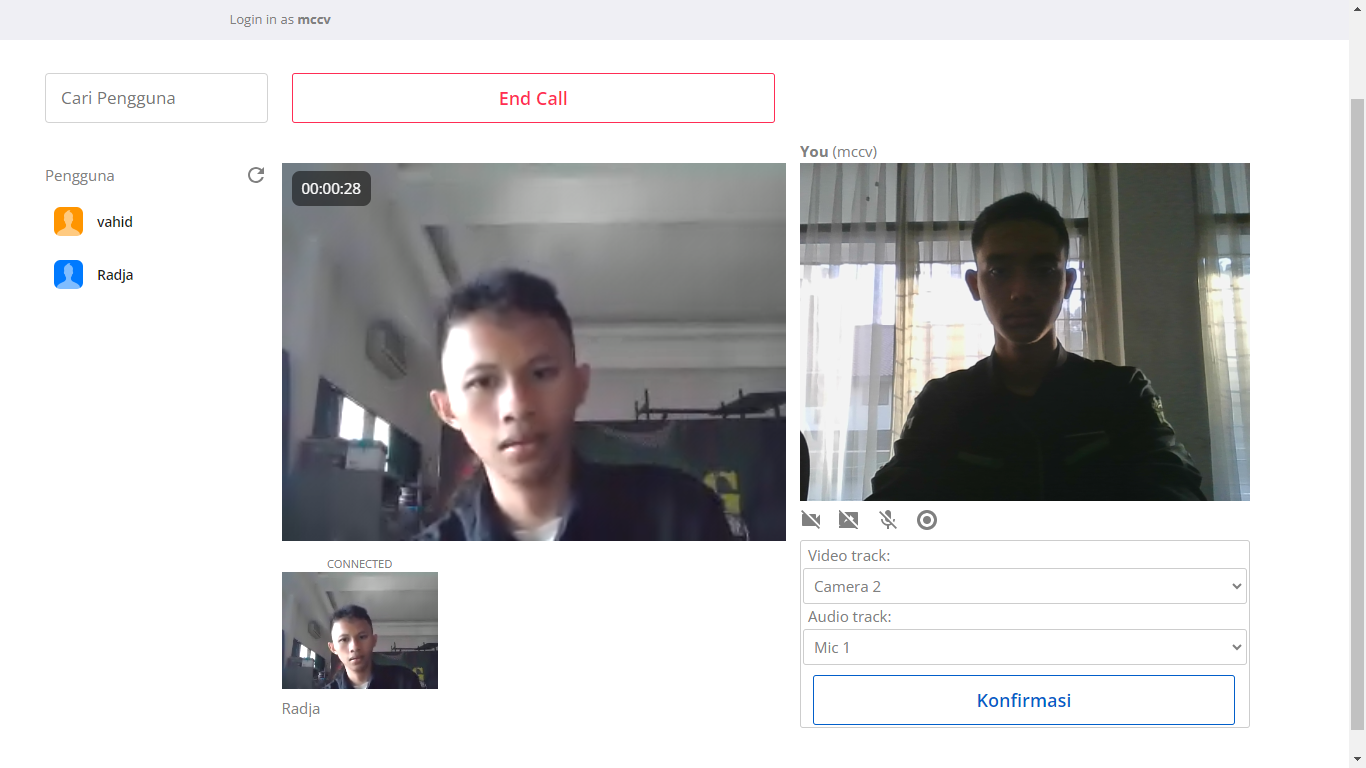 Login in as mccv
Cari Pengguna
End Call
Pengguna
vahid
Radja
00:00:28
CONNECTED
Radja
You (mccv)
Video track:
Camera 2
Audio track:
Mic 1
Konfirmasi